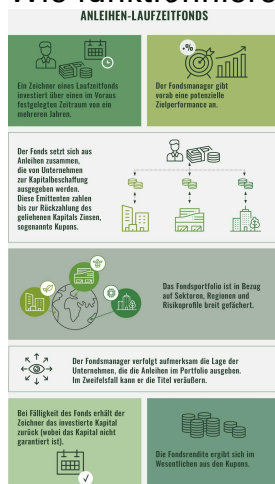 ANLEIHEN-LAUFZEITFONDS
Ein Zeichner eines Laufzeitfonds
investiert über einen im Voraus
festgelegten Zeitraum von ein
mehreren Jahren.
-%
Der Fondsmanager gibt
vorab eine potenzielle
Zielperformance an.
Der Fonds setzt sich aus
Anleihen zusammen,
die von Unternehmen
zur Kapitalbeschaffung
ausgegeben werden.
Diese Emittenten zahlen
bis zur Rückzahlung des
geliehenen Kapitals Zinsen,
sogenannte Kupons.
Das Fondsportfolio ist in Bezug
auf Sektoren, Regionen und
Risikoprofile breit gefächert.
Der Fondsmanager verfolgt aufmerksam die Lage der
Unternehmen, die die Anleihen im Portfolio ausgeben.
Im Zweifelsfall kann er die Titel veräußern.
Bei Fälligkeit des Fonds erhält der
Zeichner das investierte Kapital
zurück (wobei das Kapital nicht
garantiert ist).
Die Fondsrendite ergibt sich im
Wesentlichen aus den Kupons.